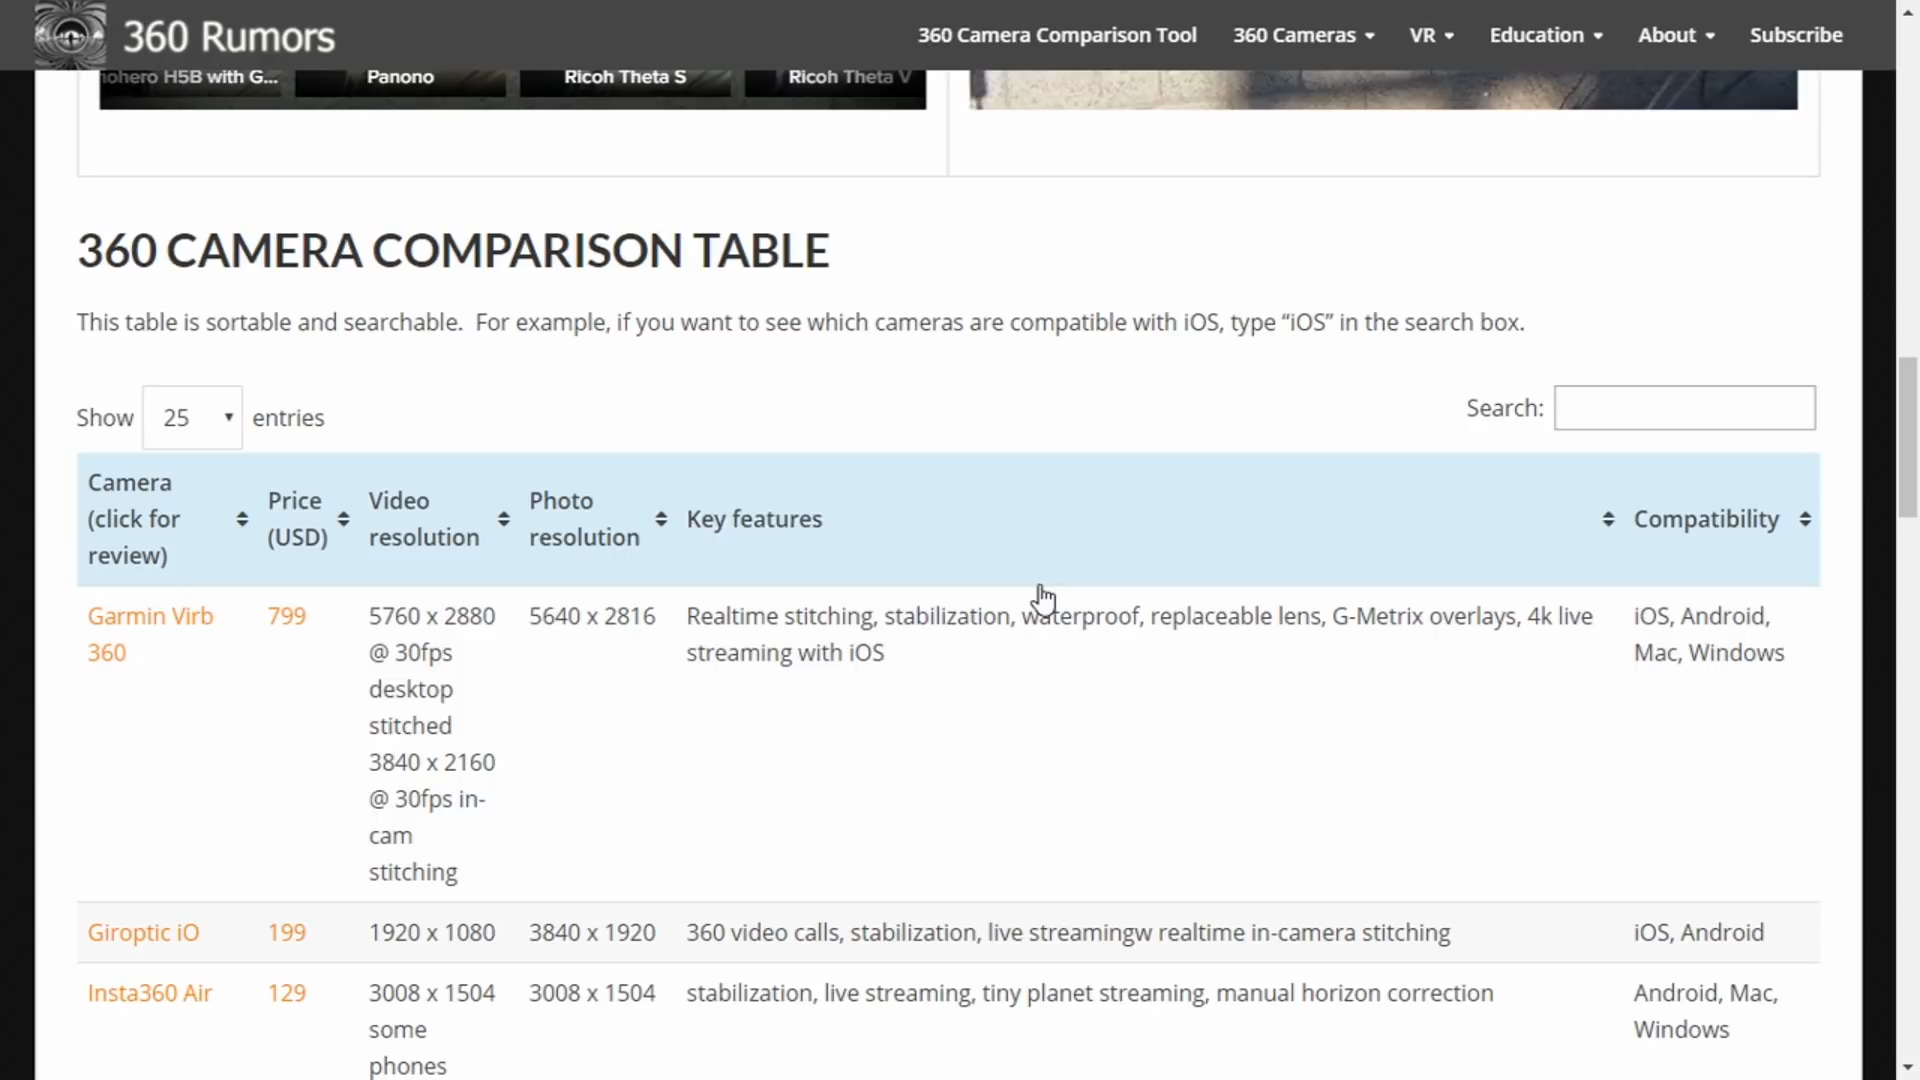 360 Rumors
360 Camera Comparison Tool 360 Cameras VR Education About Subscribe
ohero H5B with G... Panono Ricoh Theta S Ricoh Theta V
360 CAMERA COMPARISON TABLE
This table is sortable and searchable. For example, if you want to see which cameras are compatible with iOS, type “iOS” in the search box.
Show 25 entries
Search:
Camera (click for review)
Price (USD)
Video resolution
Photo resolution
Key features
Compatibility
Garmin Virb
360
799
5760 x 2880
@ 30fps
desktop
stitched
3840 x 2160
@ 30fps in-
cam
stitching
5640 x 2816
Realtime stitching, stabilization, waterproof, replaceable lens, G-Metrix overlays, 4k live
streaming with iOS
iOS, Android,
Mac, Windows
Giroptic iO
199
1920 x 1080
3840 x 1920
360 video calls, stabilization, live streamingw realtime in-camera stitching
iOS, Android
Insta360 Air
129
3008 x 1504
some
phones
3008 x 1504
stabilization, live streaming, tiny planet streaming, manual horizon correction
Android, Mac,
Windows